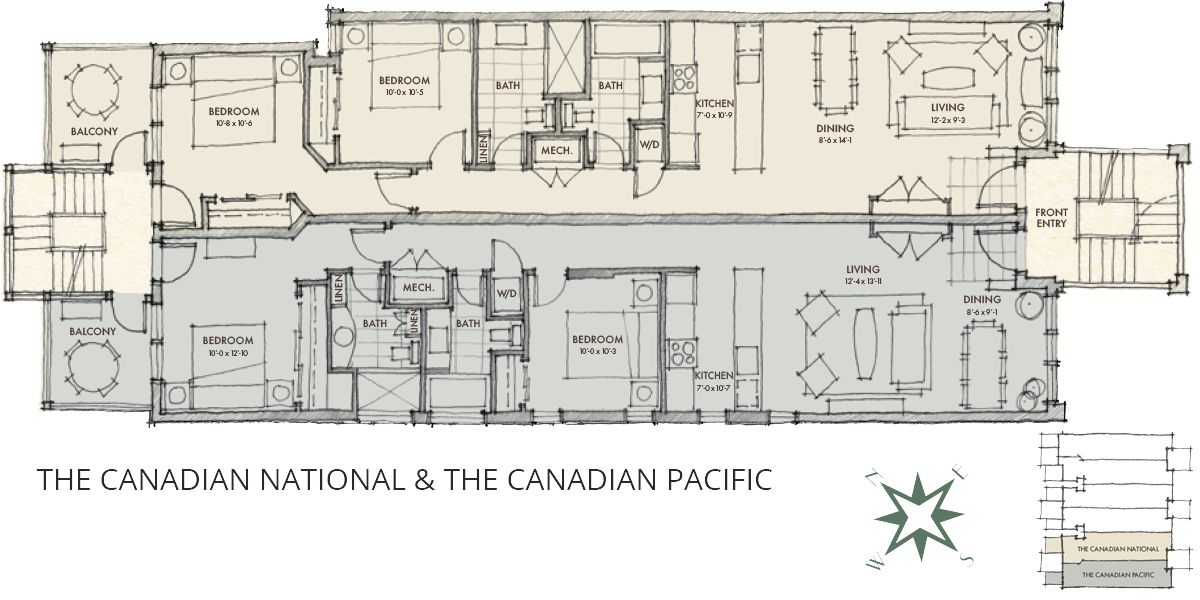 BEDROOM
10'-0 x 10'-5
BALCONY
BEDROOM
10'-8 x 10'-6
BATH
BATH
LINEN
MECH.
W/D
KITCHEN
7'-0 x 10'-9
DINING
8'-6 x 14'-1
LIVING
12'-2 x 9'-3
FRONT
ENTRY
BALCONY
BEDROOM
10'-0 x 12'-10
LINEN
MECH.
BATH
LINEN
BATH
W/D
BEDROOM
10'-0 x 10'-3
KITCHEN
7'-0 x 10'-7
LIVING
12'-4 x 13'-11
DINING
8'-6 x 9'-1
THE CANADIAN NATIONAL & THE CANADIAN PACIFIC
N
E
W
S
THE CANADIAN NATIONAL
THE CANADIAN PACIFIC